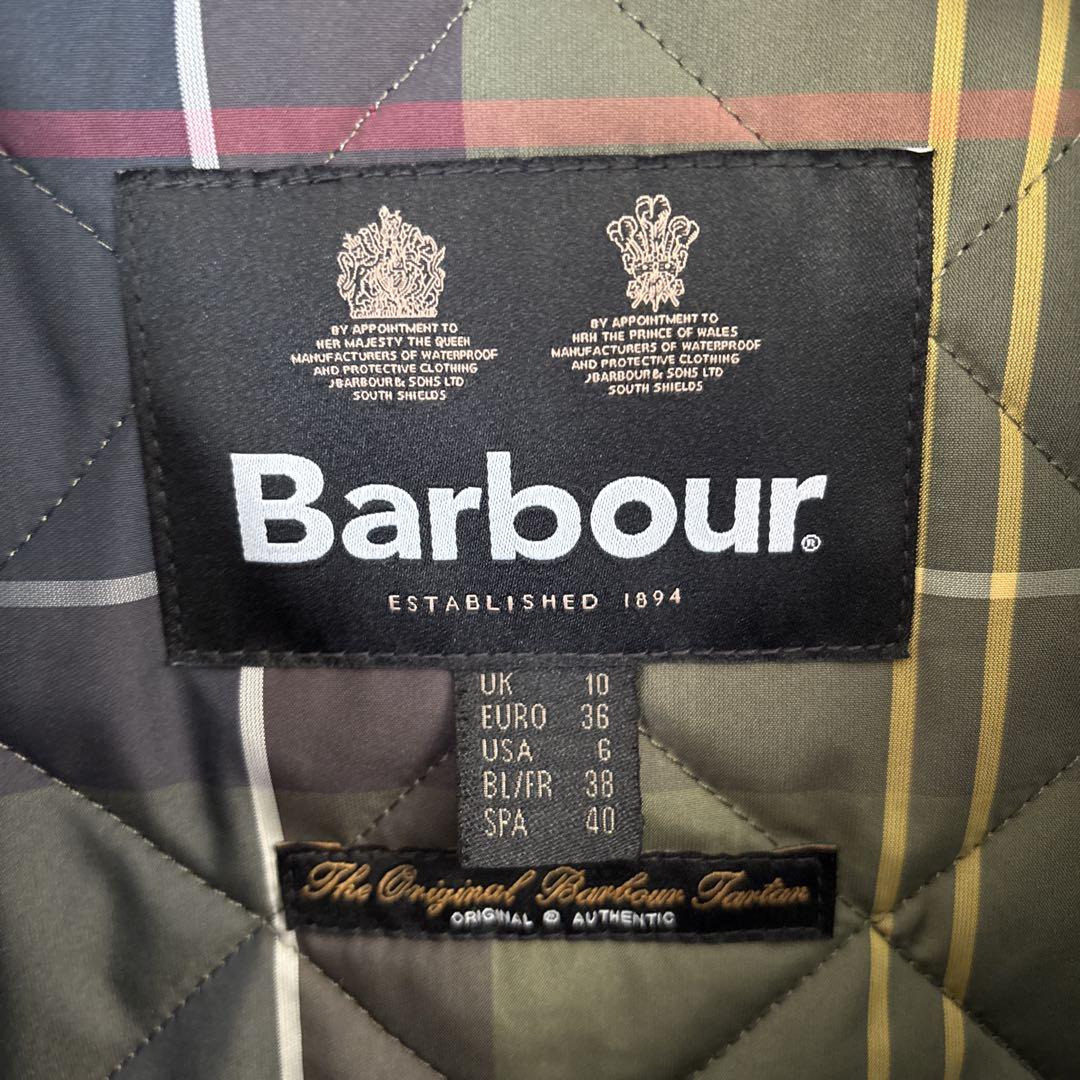 BY APPOINTMENT TO
HER MAJESTY THE QUEEN
MANUFACTURERS OF WATERPROOF
AND PROTECTIVE CLOTHING
JBARBOUR & SONS LTD
SOUTH SHIELDS
BY APPOINTMENT TO
HRH THE PRINCE OF WALES
MANUFACTURERS OF WATERPROOF
AND PROTECTIVE CLOTHING
JBARBOUR & SONS LTD
SOUTH SHIELDS
Barbour®
ESTABLISHED 1894
UK 10
EURO 36
USA 6
BL/FR 38
SPA 40
The Original Barbour Tartan
ORIGINAL @ AUTHENTIC